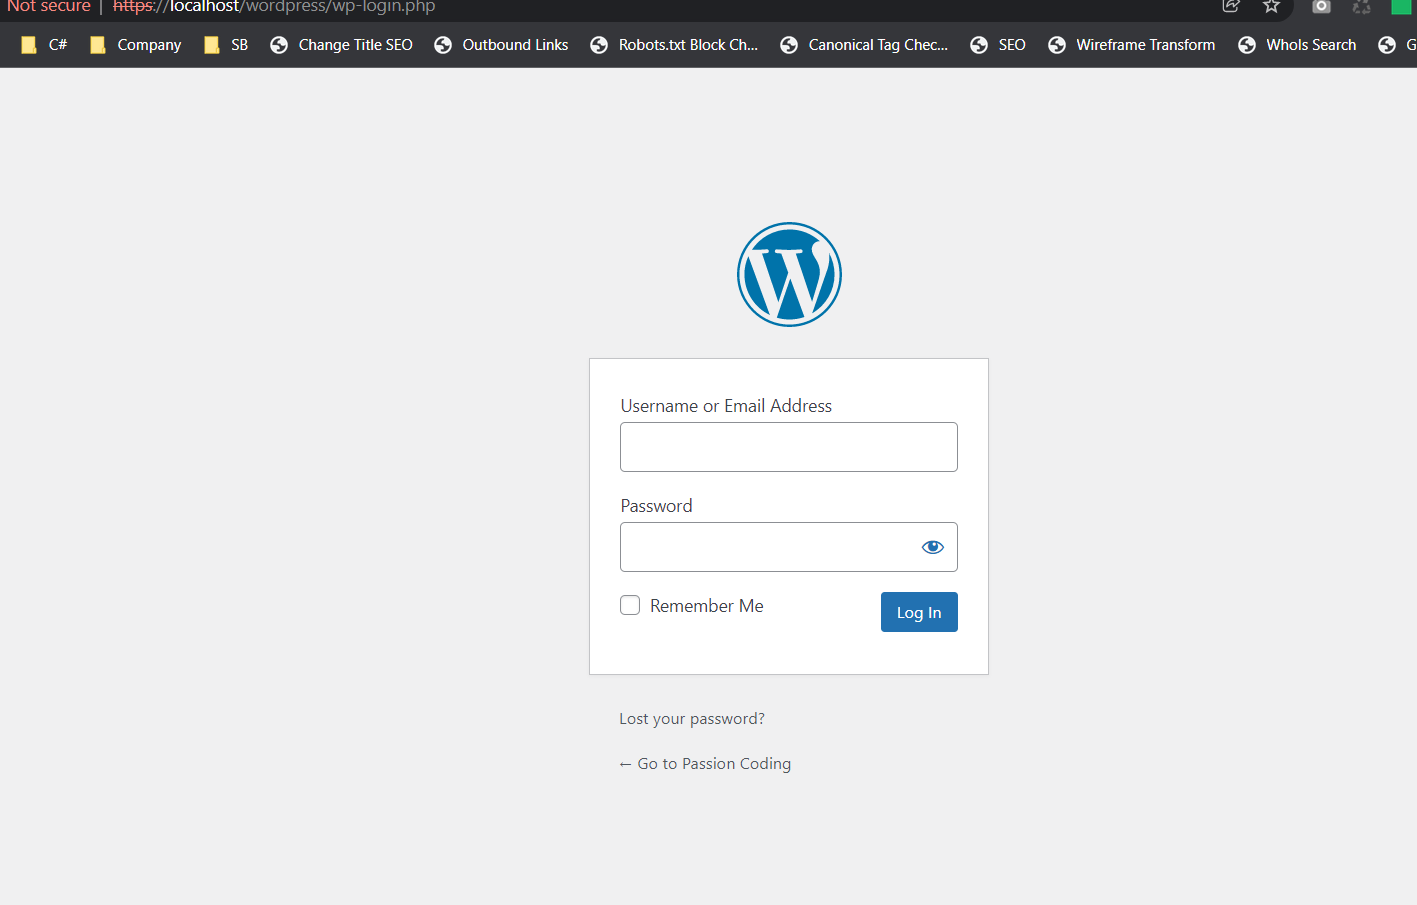 Not secure | https://localhost/wordpress/wp-login.php
C# Company SB Change Title SEO Outbound Links Robots.txt Block Ch... Canonical Tag Chec... SEO Wireframe Transform WhoIs Search G
Username or Email Address
Password
Remember Me Log In
Lost your password?
← Go to Passion Coding